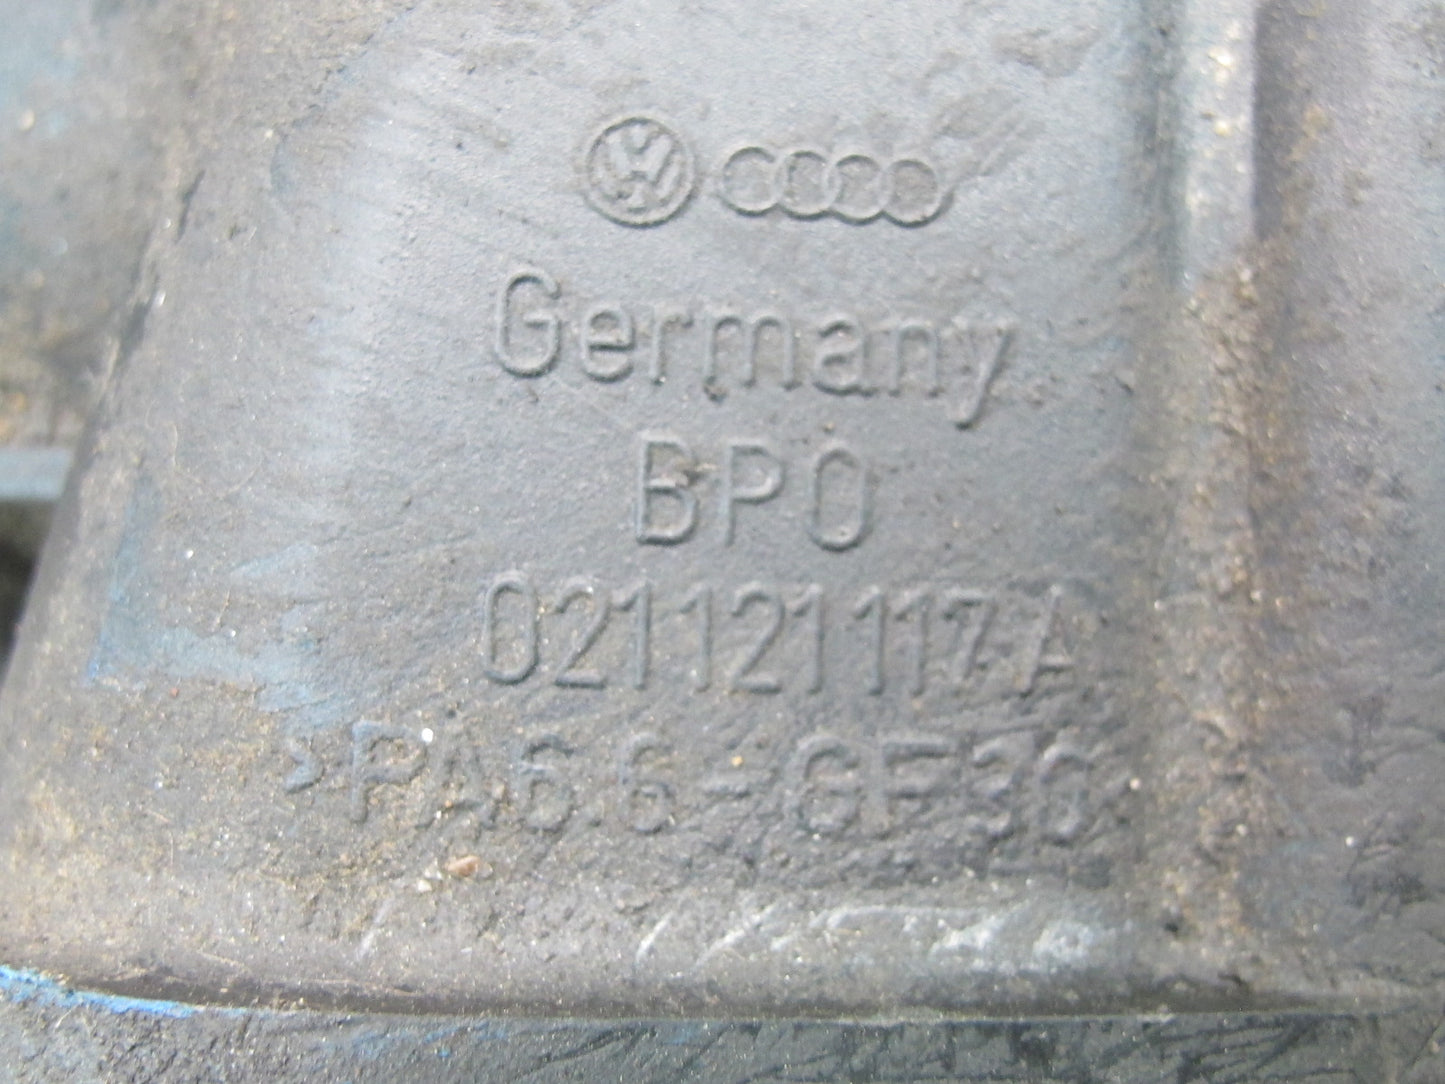 Germany
BPO
021121117A
>PA6.6-GF30<